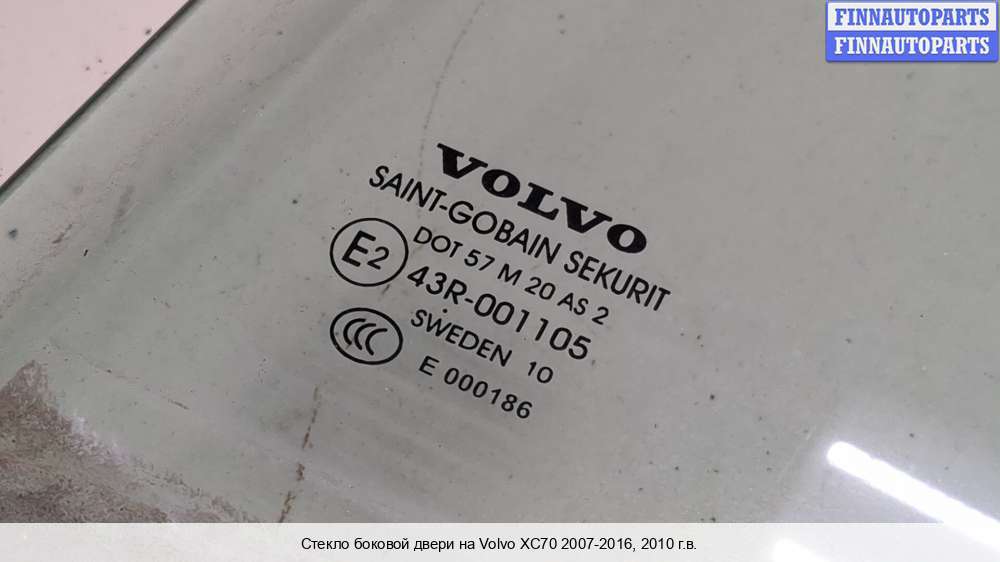 FINNAUTOPARTS
FINNAUTOPARTS
VOLVO
SAINT-GOBAIN SEKURIT
DOT 57 M 20 AS 2
E2
43R-001105
CCC
SWEDEN 10
E 000186
Стекло боковой двери на Volvo XC70 2007-2016, 2010 г.в.